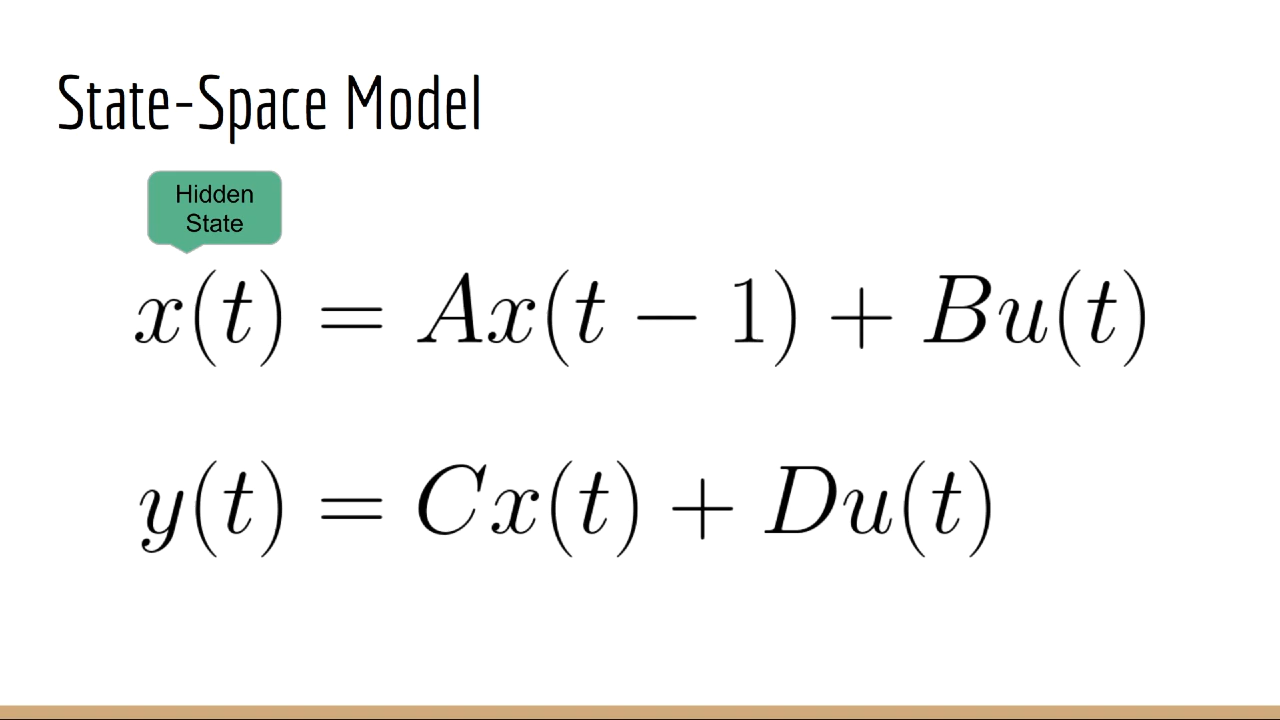 State-Space Model
Hidden
State
x(t) = Ax(t − 1) + Bu(t)
y(t) = Cx(t) + Du(t)